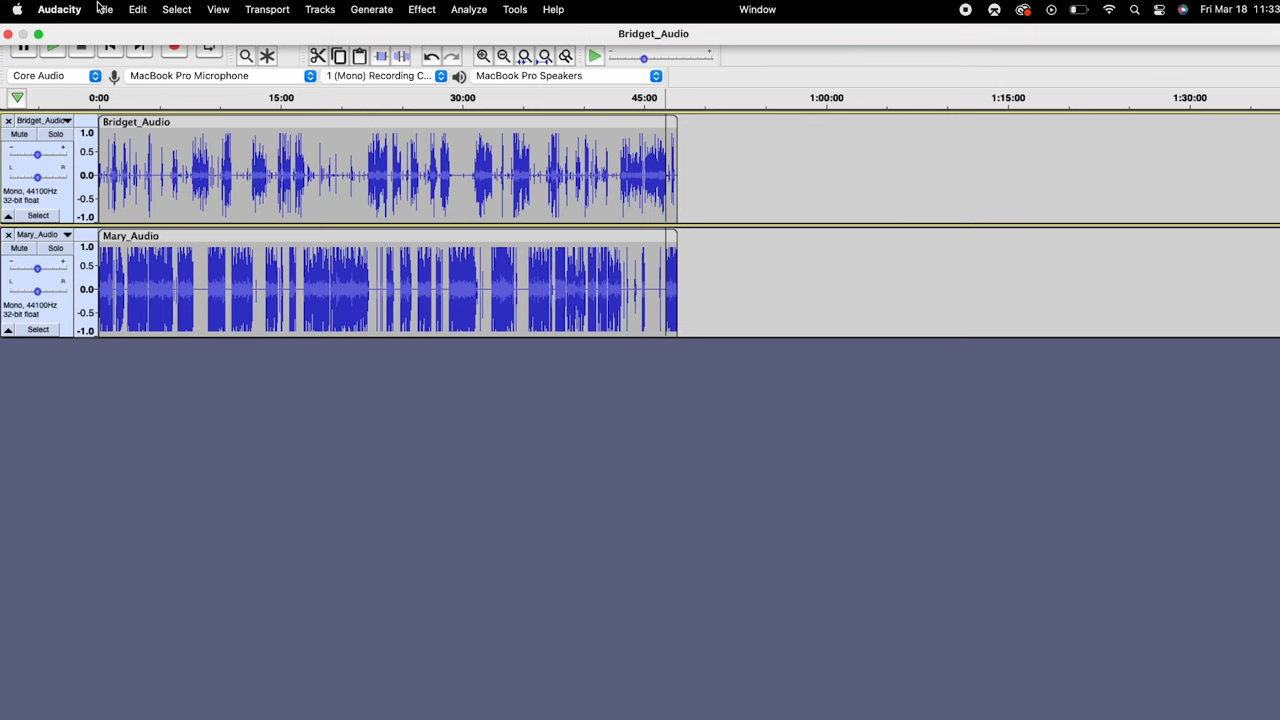 Audacity File Edit Select View Transport Tracks Generate Effect Analyze Tools Help Window Fri Mar 18 11:33
Bridget_Audio
Core Audio MacBook Pro Microphone 1 (Mono) Recording C... MacBook Pro Speakers
0:00 15:00 30:00 45:00 1:00:00 1:15:00 1:30:00
Bridget_Audio 1.0 Bridget_Audio
Mute Solo
- + 0.5
L R 0.0
Mono, 44100Hz
32-bit float -0.5
Select -1.0
Mary_Audio 1.0 Mary_Audio
Mute Solo
- + 0.5
L R 0.0
Mono, 44100Hz
32-bit float -0.5
Select -1.0